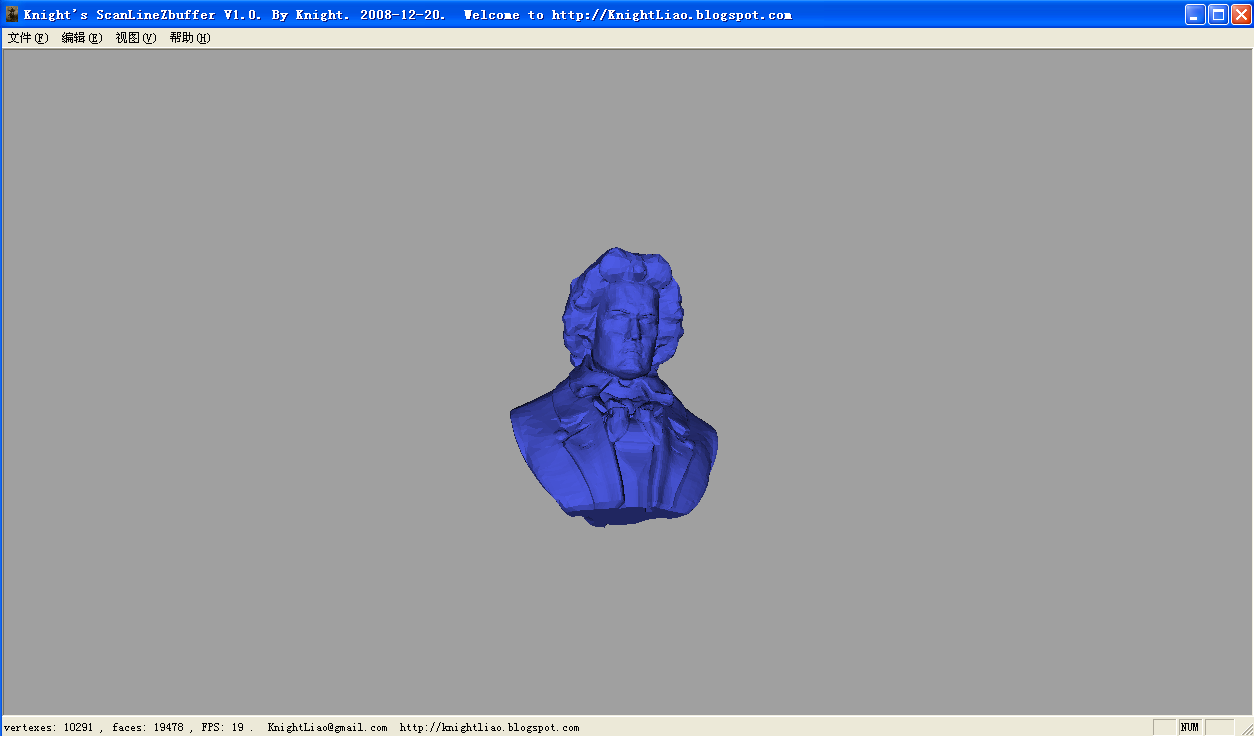 Knight's ScanLineZbuffer V1.0. By Knight. 2008-12-20.  Welcome to http://KnightLiao.blogspot.com
文件(F) 编辑(E) 视图(V) 帮助(H)
vertexes: 10291 , faces: 19478 , FPS: 19 .  KnightLiao@gmail.com  http://knightliao.blogspot.com NUM